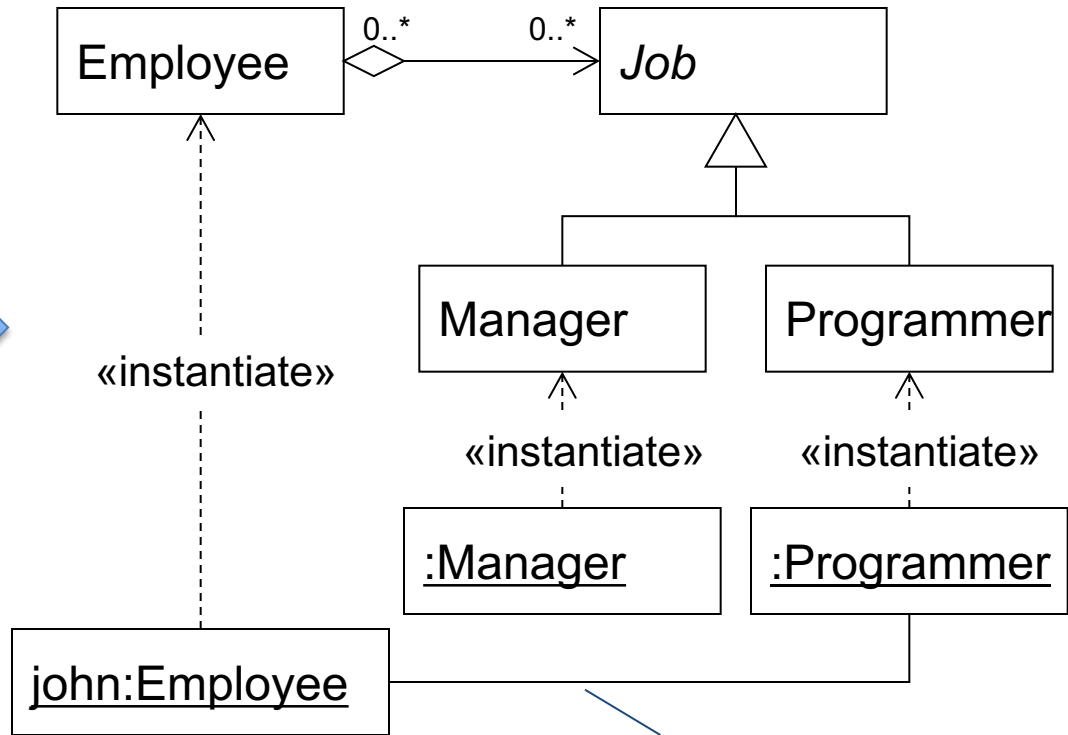 0..*
0..*
Employee
Job
Manager
Programmer
«instantiate»
«instantiate»
«instantiate»
:Manager
:Programmer
john:Employee